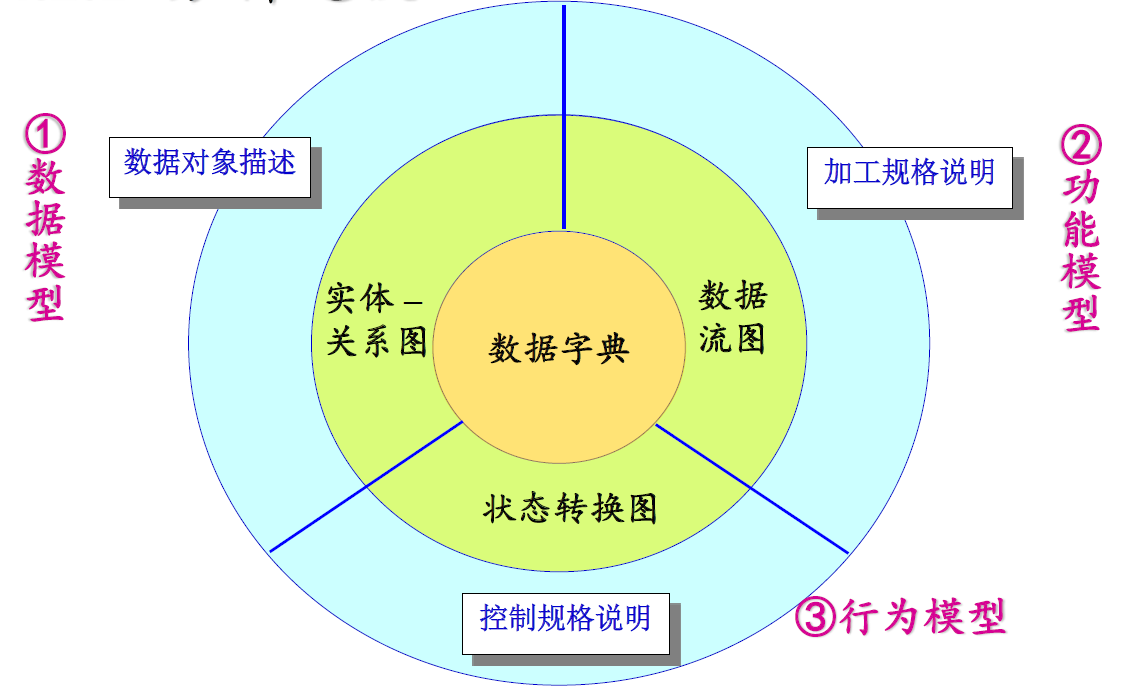 ①数据模型
数据对象描述
②功能模型
加工规格说明
实体–
关系图
数据字典
数据
流图
状态转换图
控制规格说明
③行为模型